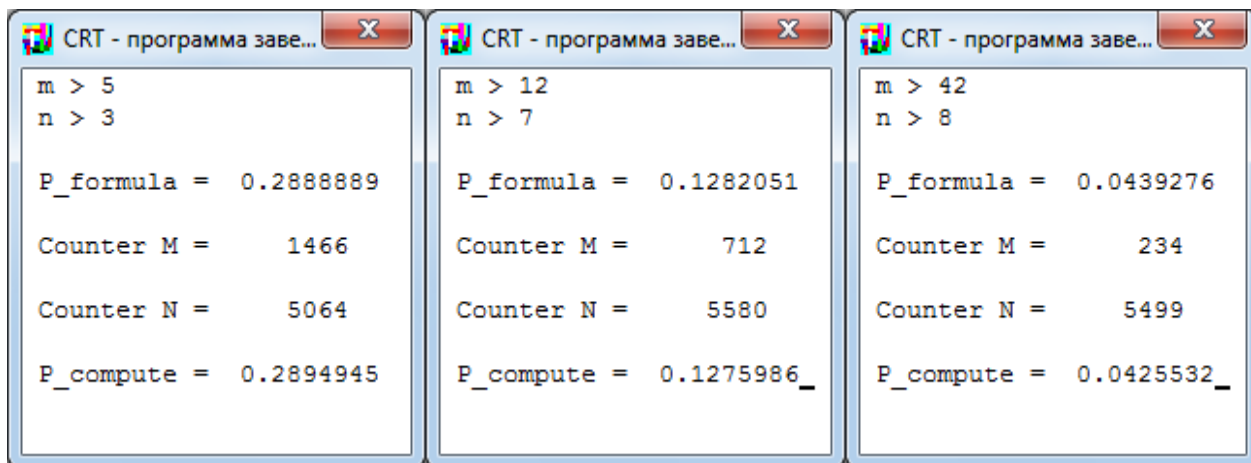 CRT - программа заве...
m > 5
n > 3
P_formula = 0.2888889
Counter M = 1466
Counter N = 5064
P_compute = 0.2894945
CRT - программа заве...
m > 12
n > 7
P_formula = 0.1282051
Counter M = 712
Counter N = 5580
P_compute = 0.1275986_
CRT - программа заве...
m > 42
n > 8
P_formula = 0.0439276
Counter M = 234
Counter N = 5499
P_compute = 0.0425532_